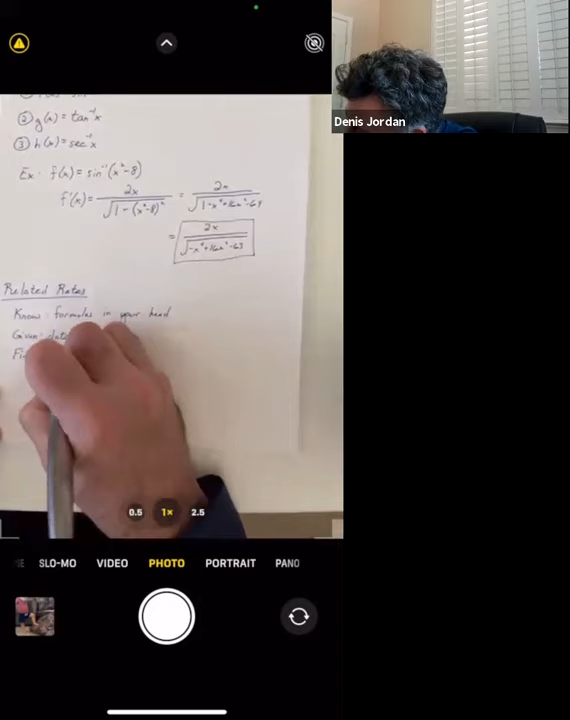 Denis Jordan
② g(x) = tan⁻¹x
③ h(x) = sec⁻¹x
Ex: f(x) = sin⁻¹(x²-8)
f'(x) = 2x / √(1-(x²-8)²) = 2x / √(1-x⁴+16x²-64)
= 2x / √(-x⁴+16x²-63)
Related Rates
Know: formulas in your head
Given:
0.5 1× 2.5
SLO-MO VIDEO PHOTO PORTRAIT PANO